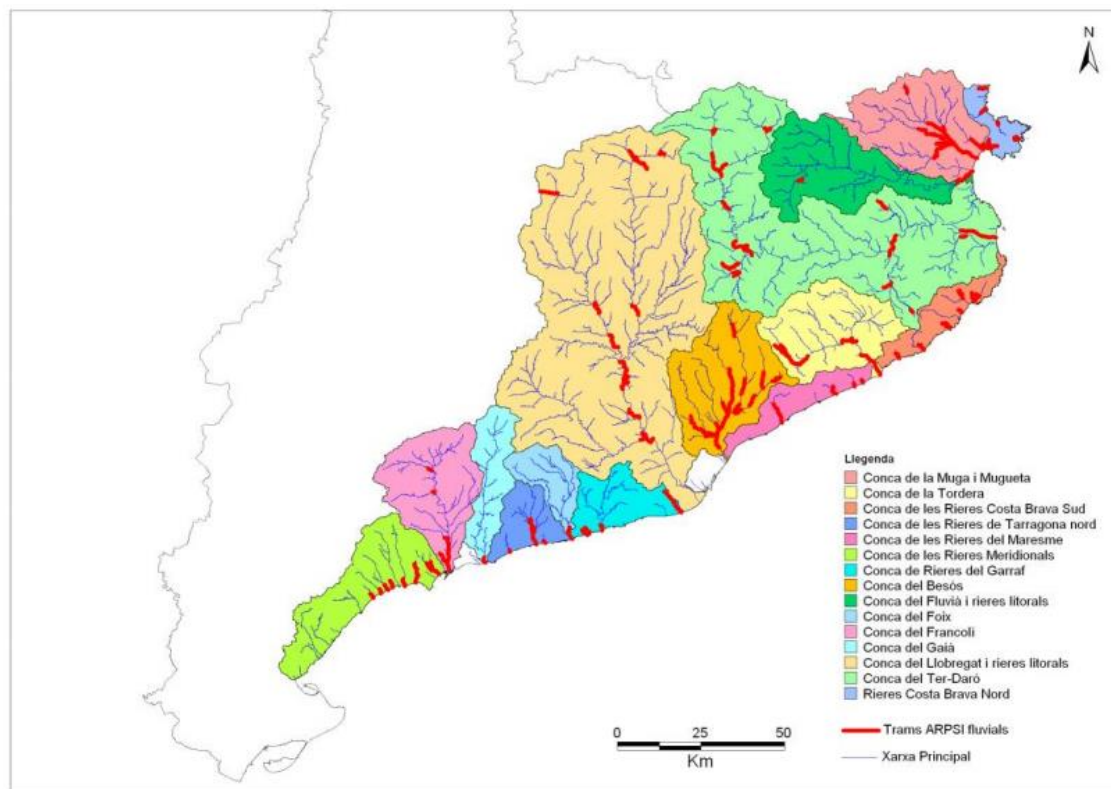 N
Llegenda
Conca de la Muga i Mugueta
Conca de la Tordera
Conca de les Rieres Costa Brava Sud
Conca de les Rieres de Tarragona nord
Conca de les Rieres del Maresme
Conca de les Rieres Meridionals
Conca de Rieres del Garraf
Conca del Besòs
Conca del Fluvià i rieres litorals
Conca del Foix
Conca del Francolí
Conca del Gaià
Conca del Llobregat i rieres litorals
Conca del Ter-Daró
Rieres Costa Brava Nord
Trams ARPSI fluvials
Xarxa Principal
0 25 50
Km